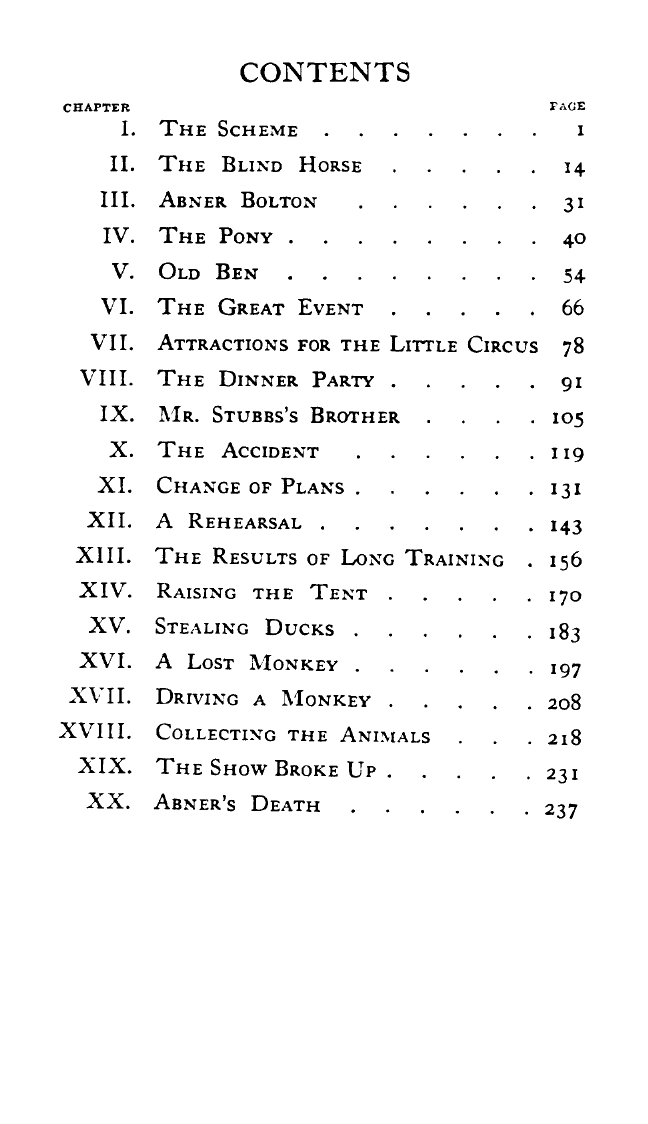 CONTENTS
CHAPTER PAGE
I. THE SCHEME . . . . . . . 1
II. THE BLIND HORSE . . . . . 14
III. ABNER BOLTON . . . . . . 31
IV. THE PONY . . . . . . . . 40
V. OLD BEN . . . . . . . . 54
VI. THE GREAT EVENT . . . . . 66
VII. ATTRACTIONS FOR THE LITTLE CIRCUS 78
VIII. THE DINNER PARTY . . . . . 91
IX. MR. STUBBS'S BROTHER . . . . 105
X. THE ACCIDENT . . . . . . 119
XI. CHANGE OF PLANS . . . . . . 131
XII. A REHEARSAL . . . . . . . 143
XIII. THE RESULTS OF LONG TRAINING . 156
XIV. RAISING THE TENT . . . . . 170
XV. STEALING DUCKS . . . . . . 183
XVI. A LOST MONKEY . . . . . . 197
XVII. DRIVING A MONKEY . . . . . 208
XVIII. COLLECTING THE ANIMALS . . . 218
XIX. THE SHOW BROKE UP . . . . . 231
XX. ABNER'S DEATH . . . . . . 237